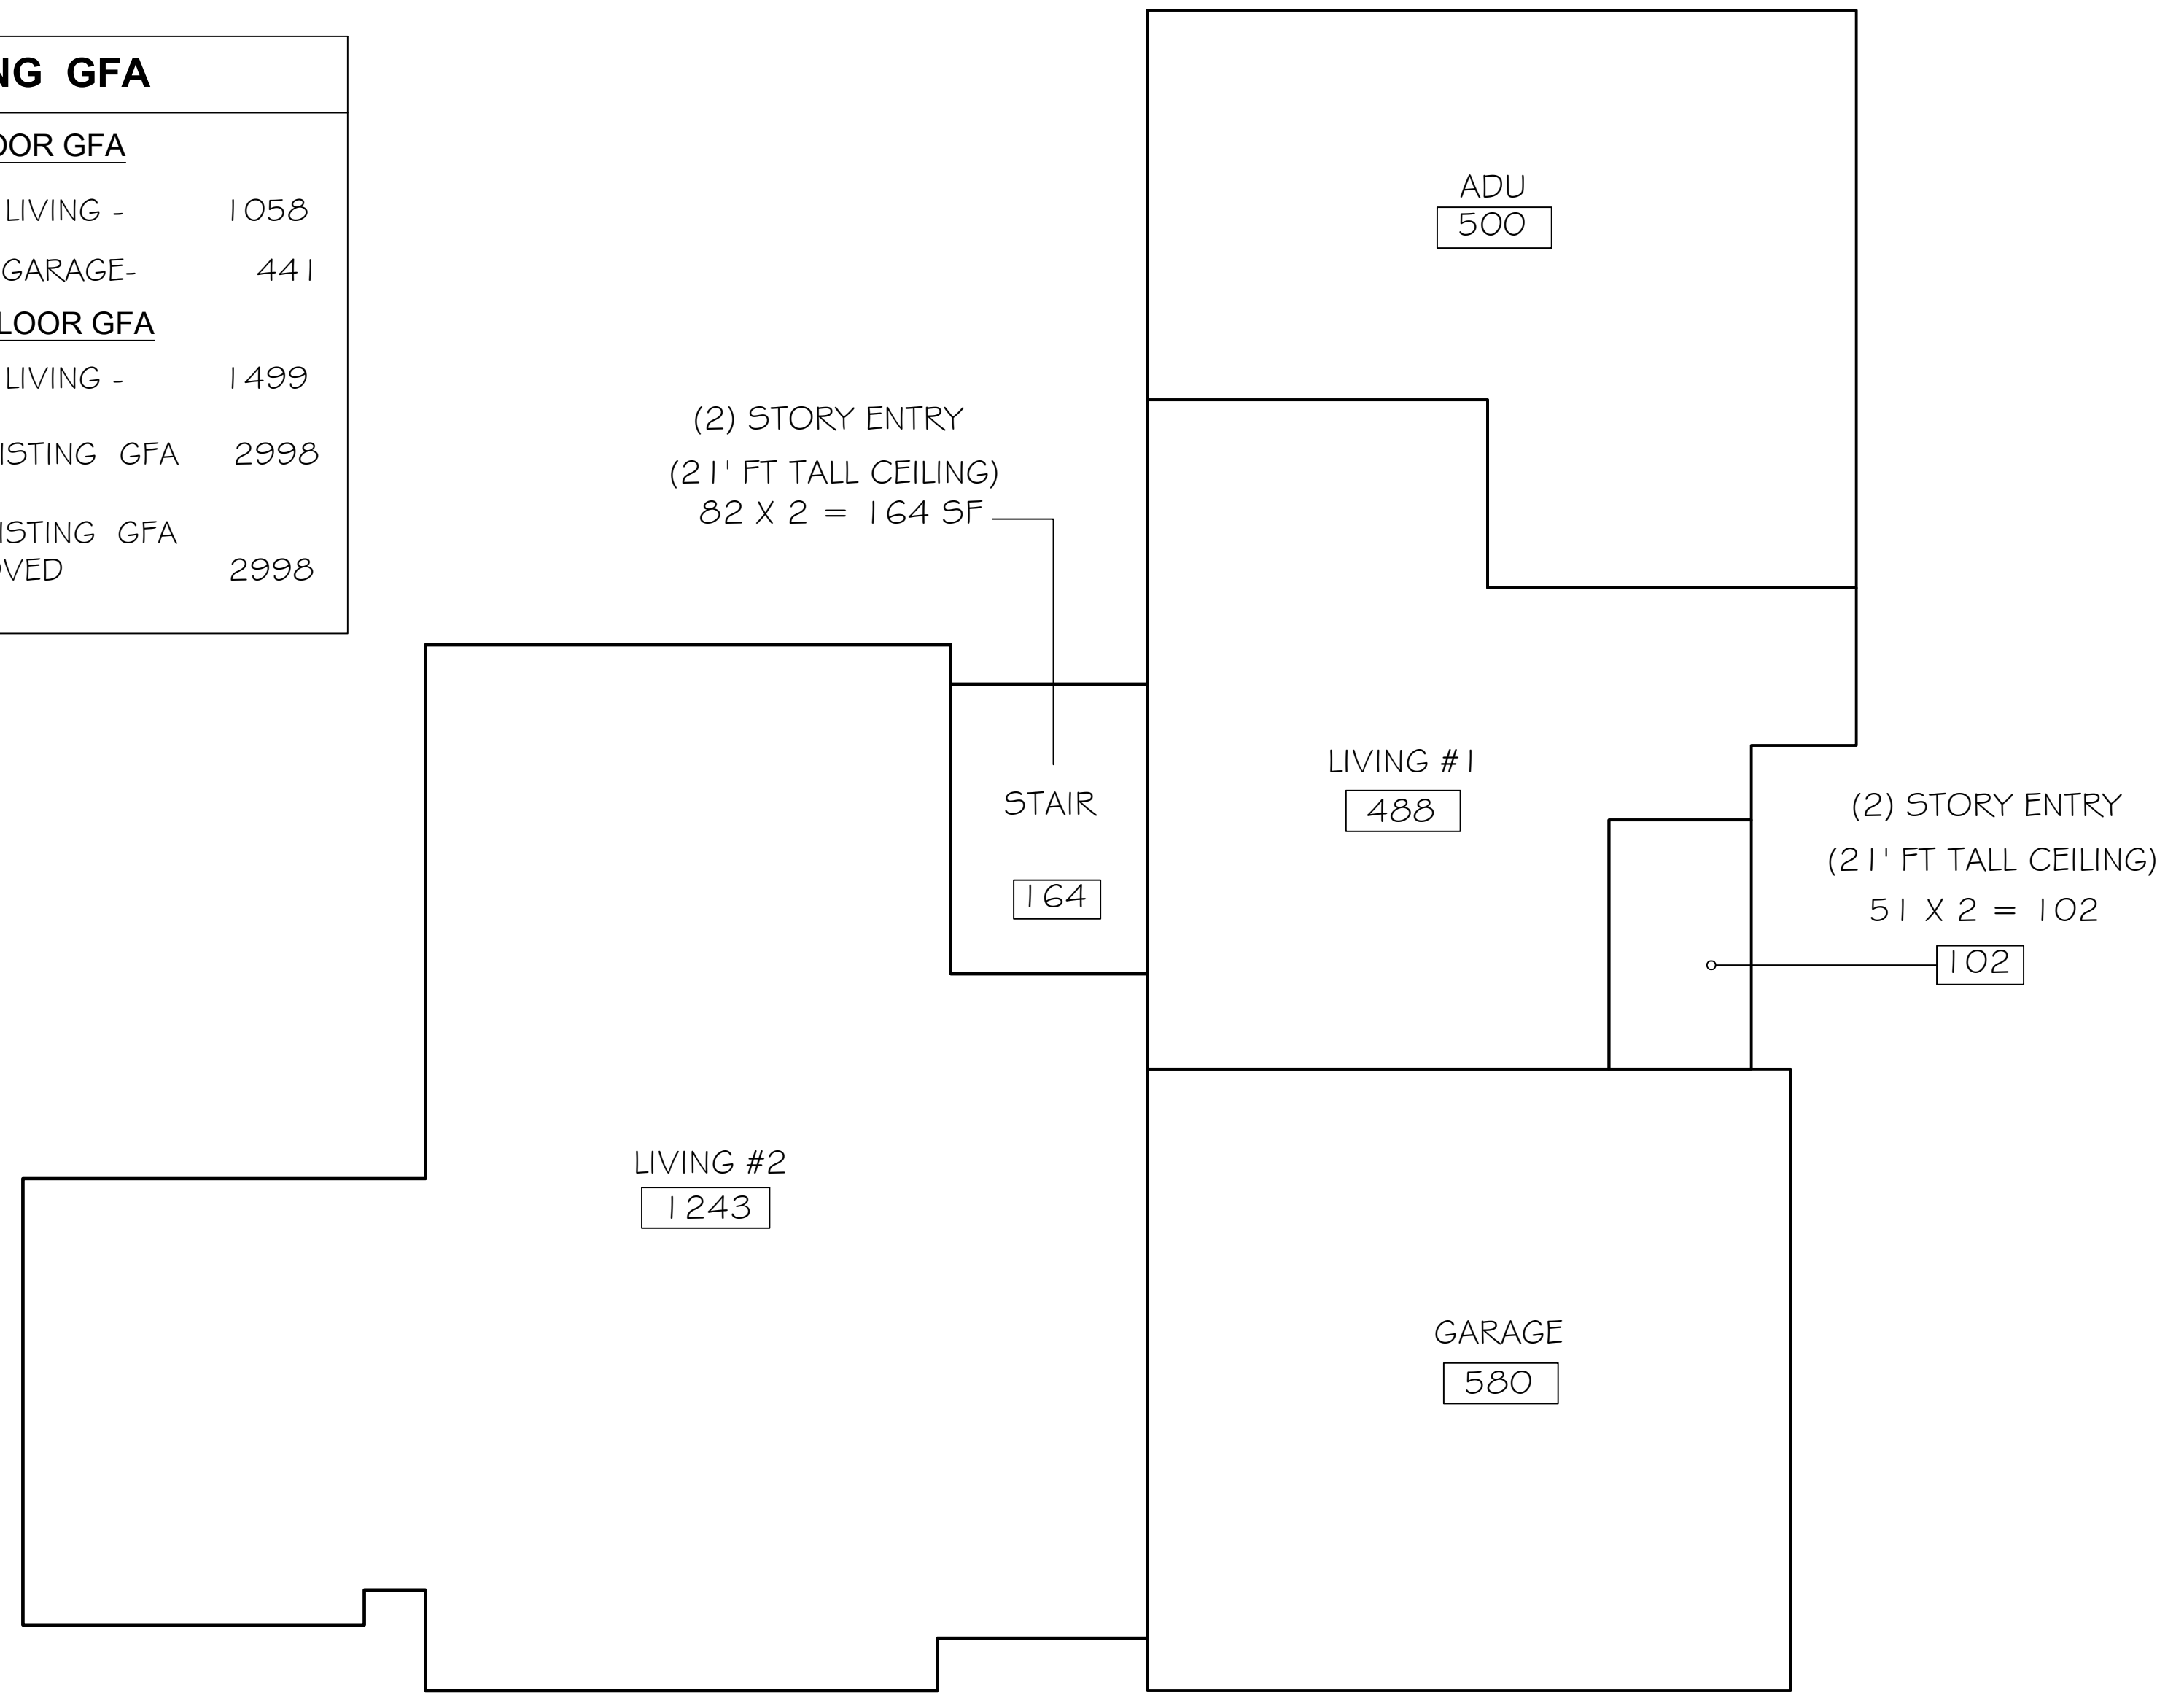 NG GFA
OOR GFA
LIVING - 1058
GARAGE- 441
LOOR GFA
LIVING - 1499
ISTING GFA 2998
ISTING GFA
OVED 2998
ADU
500
(2) STORY ENTRY
(21' FT TALL CEILING)
82 X 2 = 164 SF
STAIR
164
LIVING #1
488
(2) STORY ENTRY
(21' FT TALL CEILING)
51 X 2 = 102
102
LIVING #2
1243
GARAGE
580